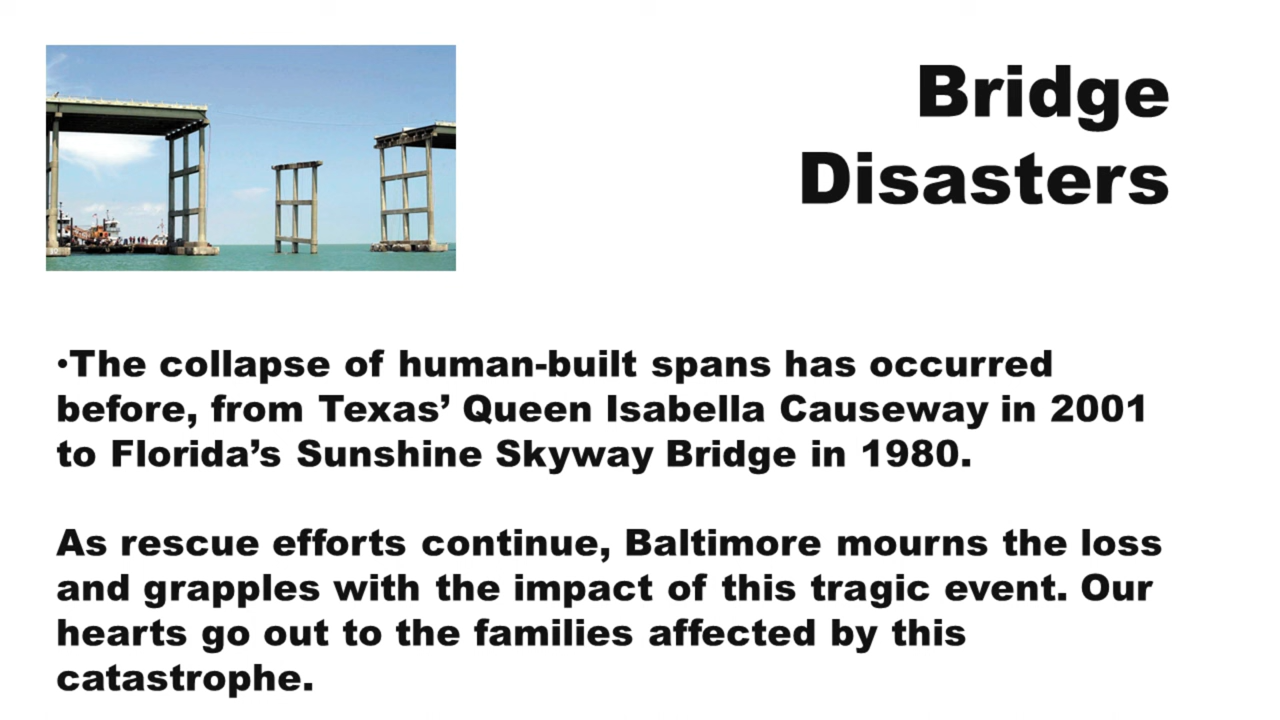 Bridge
Disasters
•The collapse of human-built spans has occurred
before, from Texas’ Queen Isabella Causeway in 2001
to Florida’s Sunshine Skyway Bridge in 1980.
As rescue efforts continue, Baltimore mourns the loss
and grapples with the impact of this tragic event. Our
hearts go out to the families affected by this
catastrophe.